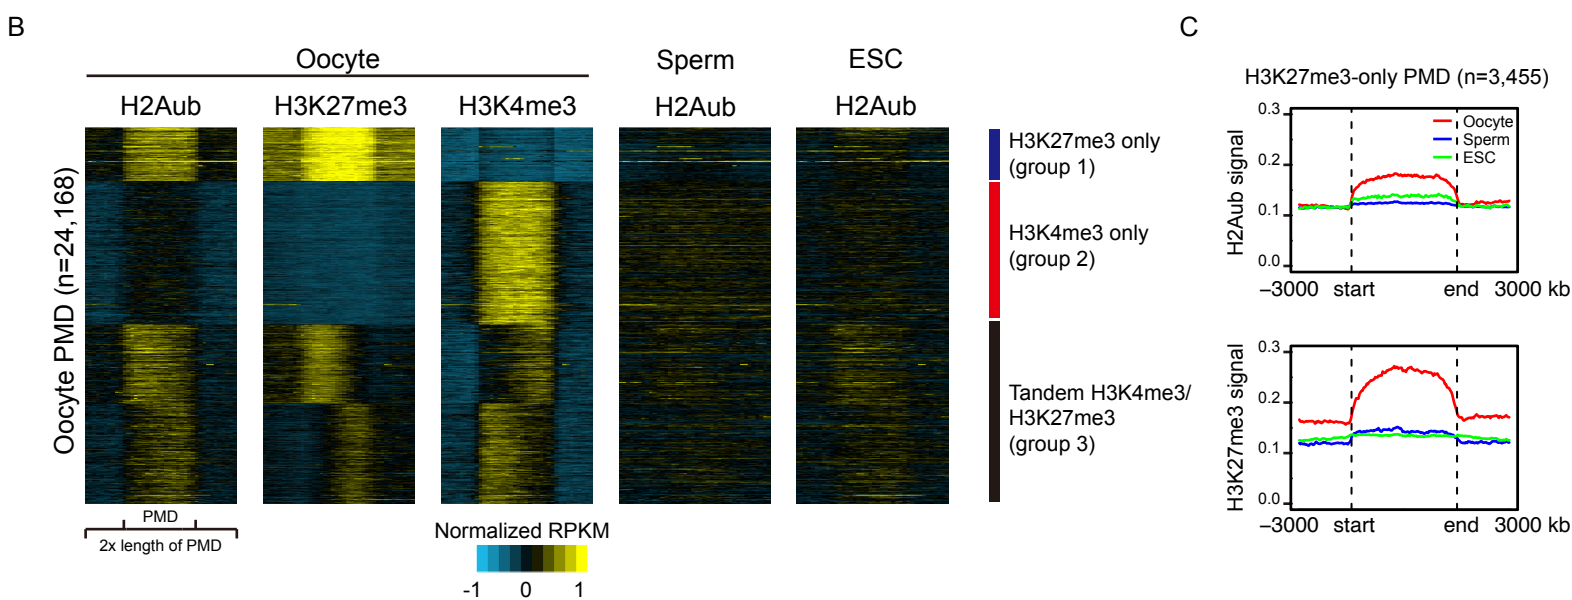 B
Oocyte
Sperm
ESC
H2Aub
H3K27me3
H3K4me3
H2Aub
H2Aub
Oocyte PMD (n=24,168)
H3K27me3 only
(group 1)
H3K4me3 only
(group 2)
Tandem H3K4me3/
H3K27me3
(group 3)
PMD
2x length of PMD
Normalized RPKM
-1 0 1
C
H3K27me3-only PMD (n=3,455)
H2Aub signal
0.3
0.2
0.1
0.0
Oocyte
Sperm
ESC
−3000 start end 3000 kb
H3K27me3 signal
0.3
0.2
0.1
0.0
−3000 start end 3000 kb